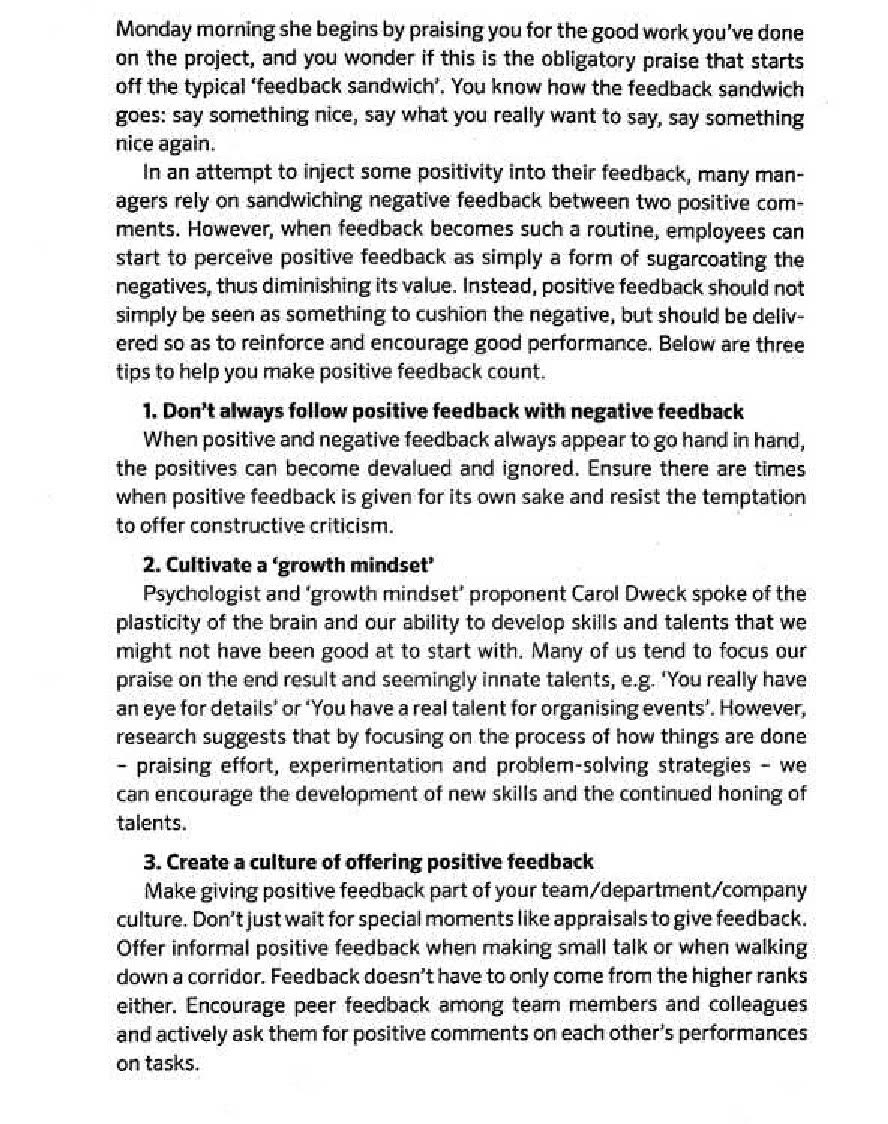 Monday morning she begins by praising you for the good work you've done
on the project, and you wonder if this is the obligatory praise that starts
off the typical 'feedback sandwich'. You know how the feedback sandwich
goes: say something nice, say what you really want to say, say something
nice again.
In an attempt to inject some positivity into their feedback, many man-
agers rely on sandwiching negative feedback between two positive com-
ments. However, when feedback becomes such a routine, employees can
start to perceive positive feedback as simply a form of sugarcoating the
negatives, thus diminishing its value. Instead, positive feedback should not
simply be seen as something to cushion the negative, but should be deliv-
ered so as to reinforce and encourage good performance. Below are three
tips to help you make positive feedback count.
1. Don't always follow positive feedback with negative feedback
When positive and negative feedback always appear to go hand in hand,
the positives can become devalued and ignored. Ensure there are times
when positive feedback is given for its own sake and resist the temptation
to offer constructive criticism.
2. Cultivate a 'growth mindset'
Psychologist and 'growth mindset' proponent Carol Dweck spoke of the
plasticity of the brain and our ability to develop skills and talents that we
might not have been good at to start with. Many of us tend to focus our
praise on the end result and seemingly innate talents, e.g. 'You really have
an eye for details' or 'You have a real talent for organising events'. However,
research suggests that by focusing on the process of how things are done
– praising effort, experimentation and problem-solving strategies – we
can encourage the development of new skills and the continued honing of
talents.
3. Create a culture of offering positive feedback
Make giving positive feedback part of your team/department/company
culture. Don't just wait for special moments like appraisals to give feedback.
Offer informal positive feedback when making small talk or when walking
down a corridor. Feedback doesn't have to only come from the higher ranks
either. Encourage peer feedback among team members and colleagues
and actively ask them for positive comments on each other's performances
on tasks.